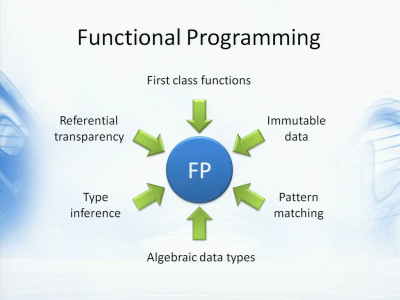 Functional Programming
First class functions
Referential
transparency
Immutable
data
FP
Type
inference
Pattern
matching
Algebraic data types